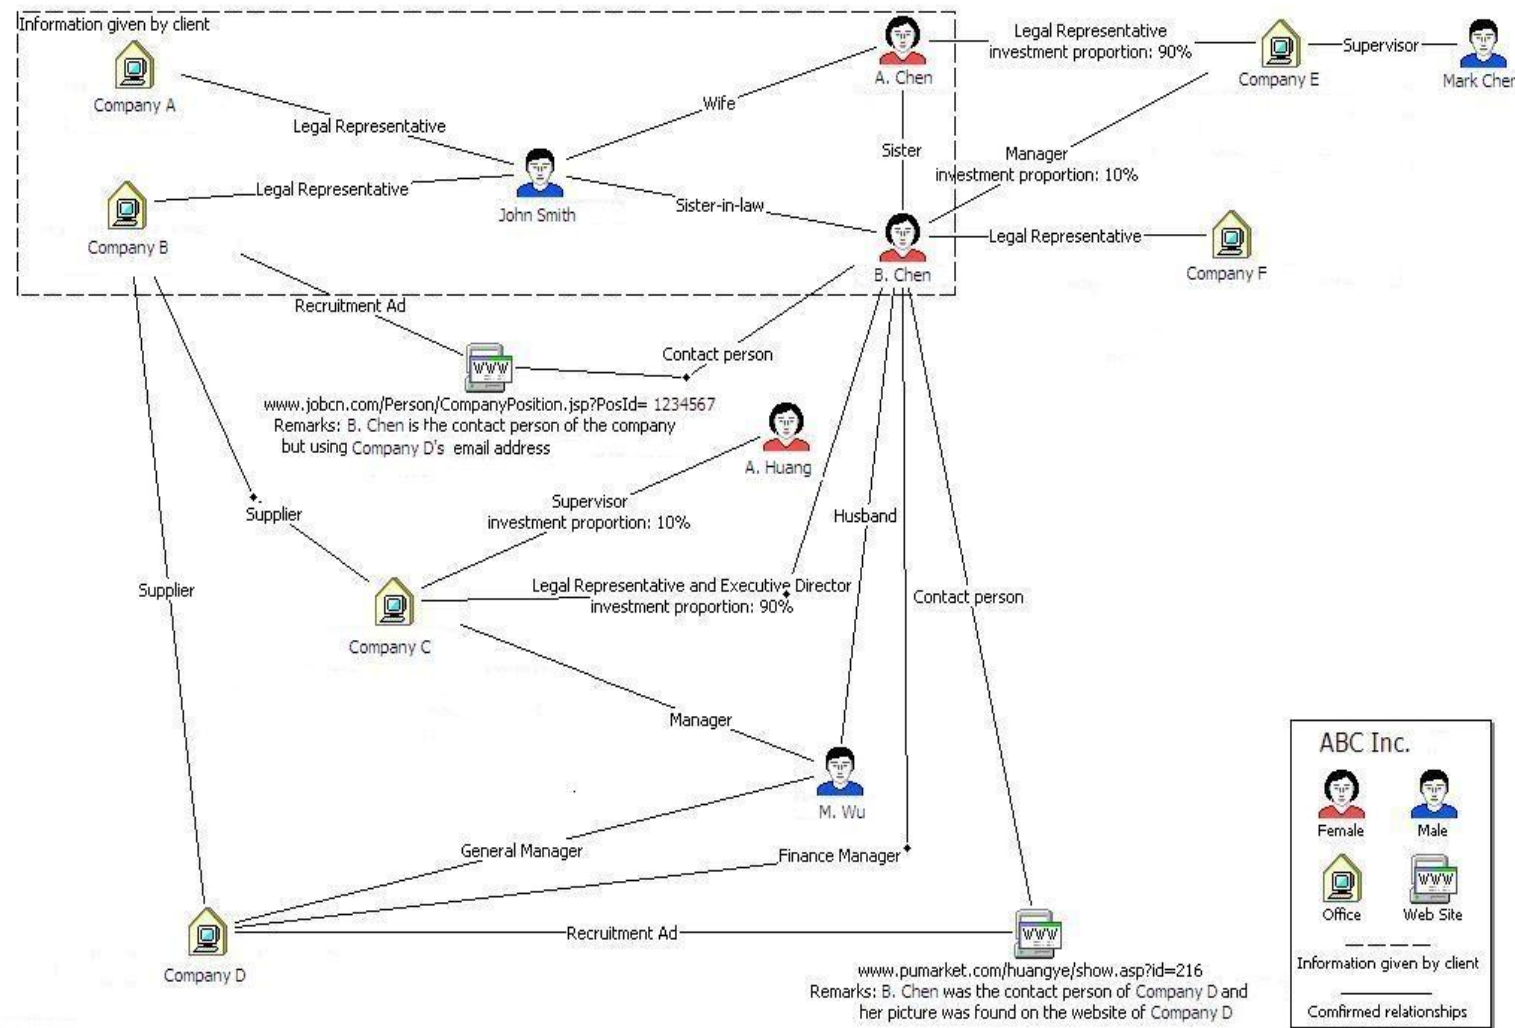 Information given by client
Company A
Legal Representative
Wife
A. Chen
Legal Representative
investment proportion: 90%
Company E
Supervisor
Mark Chen
Sister
Manager
investment proportion: 10%
John Smith
Legal Representative
Company B
Sister-in-law
B. Chen
Legal Representative
Company F
Recruitment Ad
Contact person
WWW
www.jobcn.com/Person/CompanyPosition.jsp?PosId= 1234567
Remarks: B. Chen is the contact person of the company
but using Company D's email address
A. Huang
Supervisor
investment proportion: 10%
Supplier
Husband
Supplier
Legal Representative and Executive Director
investment proportion: 90%
Contact person
Company C
Manager
M. Wu
General Manager
Finance Manager
Company D
Recruitment Ad
WWW
www.pumarket.com/huangye/show.asp?id=216
Remarks: B. Chen was the contact person of Company D and
her picture was found on the website of Company D
ABC Inc.
Female
Male
WWW
Office
Web Site
Information given by client
Comfirmed relationships